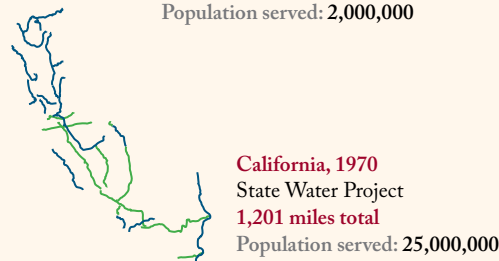 Population served: 2,000,000
California, 1970
State Water Project
1,201 miles total
Population served: 25,000,000